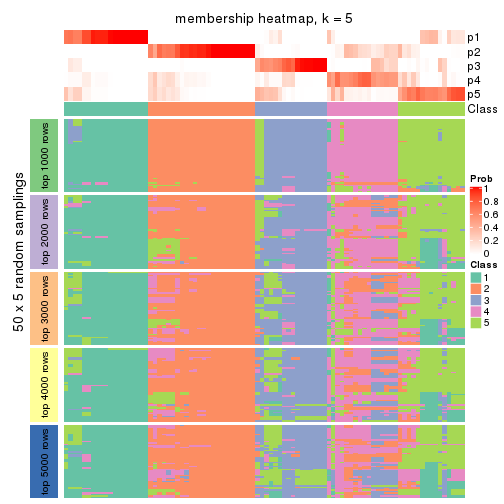 membership heatmap, k = 5
p1
p2
p3
p4
p5
Class
50 x 5 random samplings
top 1000 rows
top 2000 rows
top 3000 rows
top 4000 rows
top 5000 rows
Prob
1
0.8
0.6
0.4
0.2
0
Class
1
2
3
4
5